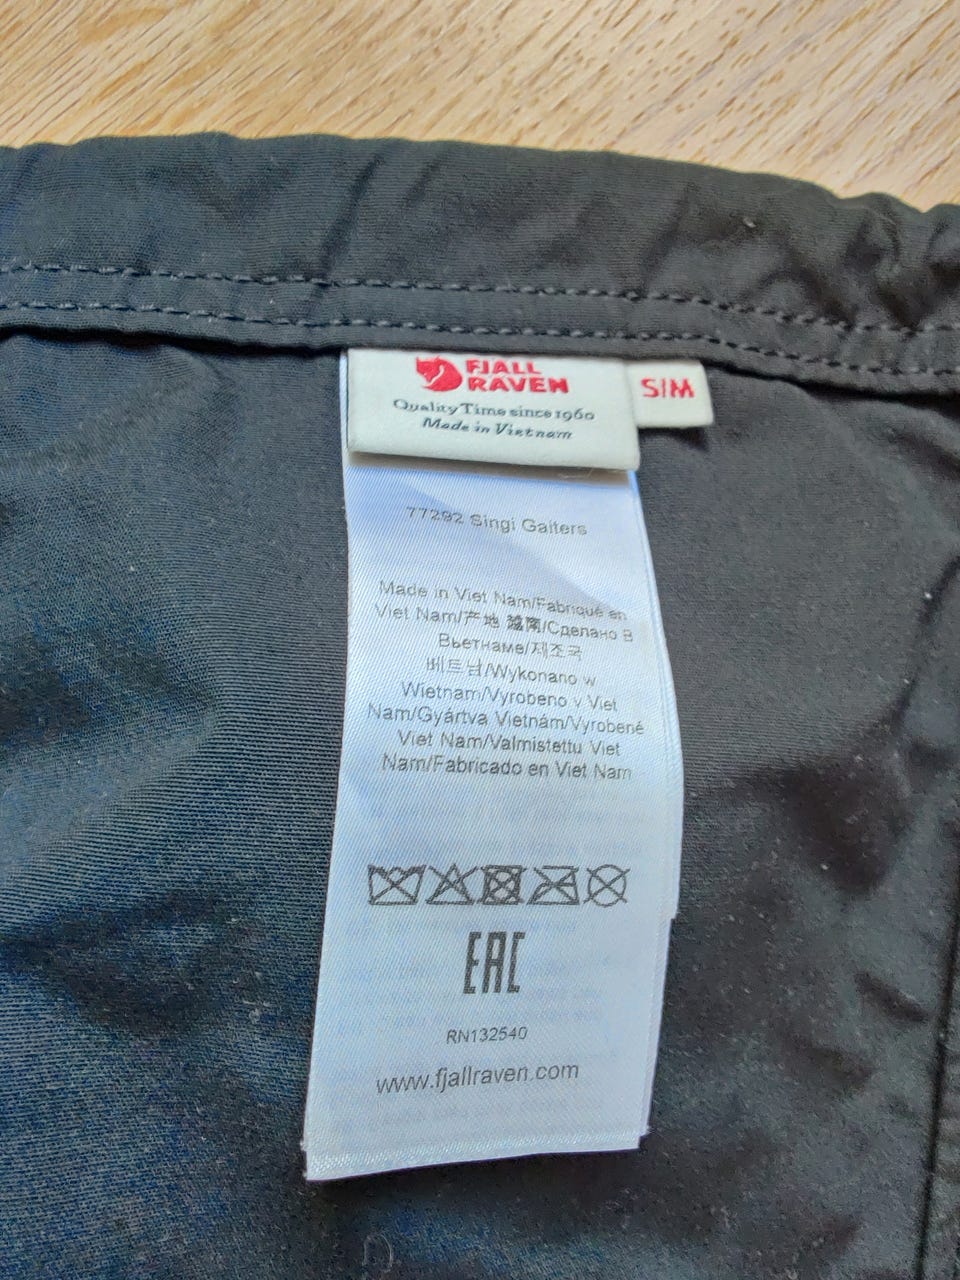 FJALL
RAVEN
S/M
Quality Time since 1960
Made in Vietnam
77292 Singi Gaiters
Made in Viet Nam/Fabriqué en
Viet Nam/产地 越南/Сделано в
Вьетнаме/제조국
베트남/Wykonano w
Wietnam/Vyrobeno v Viet
Nam/Gyártva Vietnám/Vyrobené
Viet Nam/Valmistettu Viet
Nam/Fabricado en Viet Nam
EAC
RN132540
www.fjallraven.com